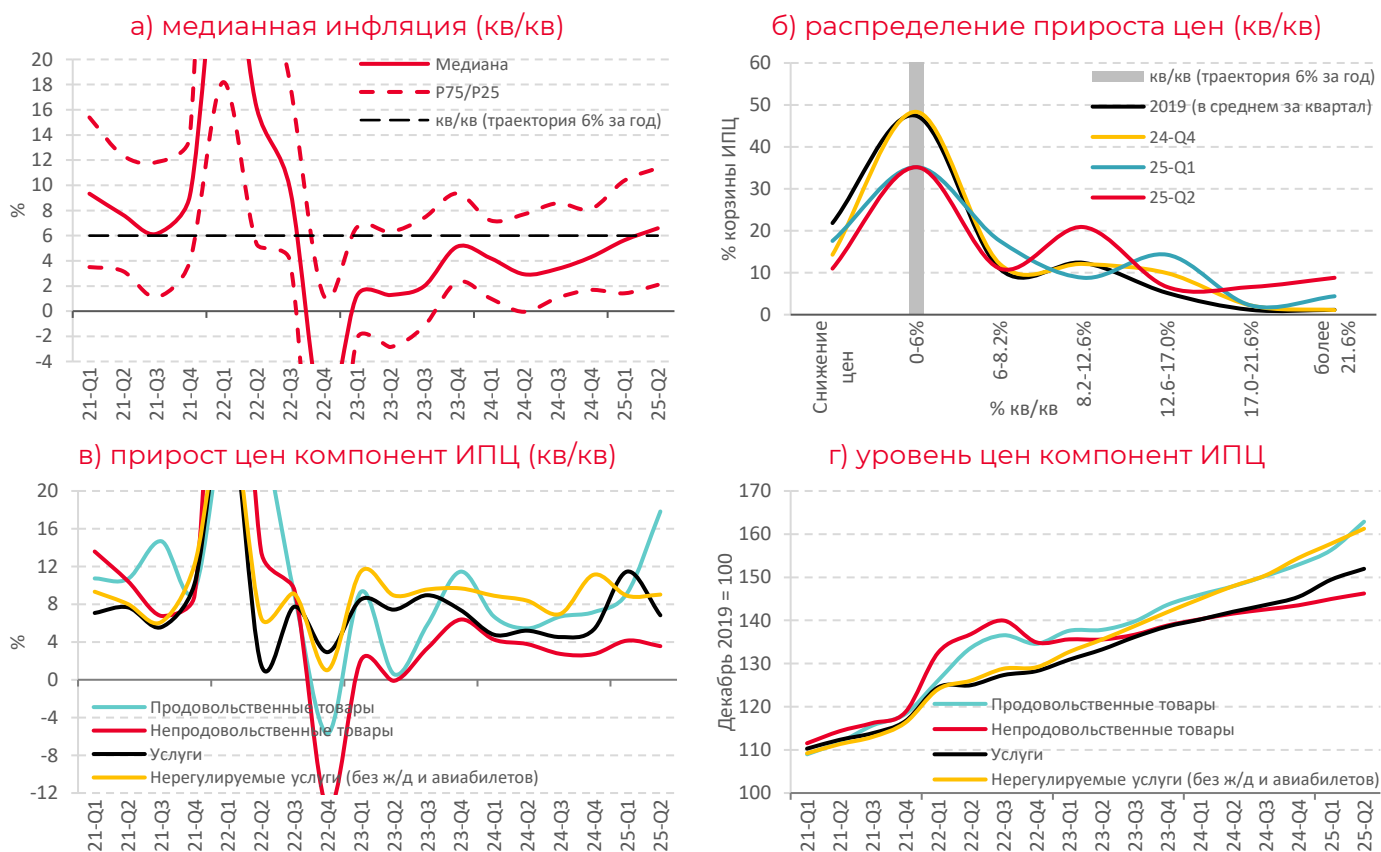 а) медианная инфляция (кв/кв)
20
18
16
14
12
10
8
6
4
2
0
-2
-4
%
Медиана
P75/P25
кв/кв (траектория 6% за год)
21-Q1
21-Q2
21-Q3
21-Q4
22-Q1
22-Q2
22-Q3
22-Q4
23-Q1
23-Q2
23-Q3
23-Q4
24-Q1
24-Q2
24-Q3
24-Q4
25-Q1
25-Q2
б) распределение прироста цен (кв/кв)
60
50
40
30
20
10
0
% корзины ИПЦ
кв/кв (траектория 6% за год)
2019 (в среднем за квартал)
24-Q4
25-Q1
25-Q2
Снижение
цен
0-6%
6-8.2%
8.2-12.6%
12.6-17.0%
17.0-21.6%
более
21.6%
% кв/кв
в) прирост цен компонент ИПЦ (кв/кв)
20
16
12
8
4
0
-4
-8
-12
%
Продовольственные товары
Непродовольственные товары
Услуги
Нерегулируемые услуги (без ж/д и авиабилетов)
21-Q1
21-Q2
21-Q3
21-Q4
22-Q1
22-Q2
22-Q3
22-Q4
23-Q1
23-Q2
23-Q3
23-Q4
24-Q1
24-Q2
24-Q3
24-Q4
25-Q1
25-Q2
г) уровень цен компонент ИПЦ
170
160
150
140
130
120
110
100
Декабрь 2019 = 100
Продовольственные товары
Непродовольственные товары
Услуги
Нерегулируемые услуги (без ж/д и авиабилетов)
21-Q1
21-Q2
21-Q3
21-Q4
22-Q1
22-Q2
22-Q3
22-Q4
23-Q1
23-Q2
23-Q3
23-Q4
24-Q1
24-Q2
24-Q3
24-Q4
25-Q1
25-Q2